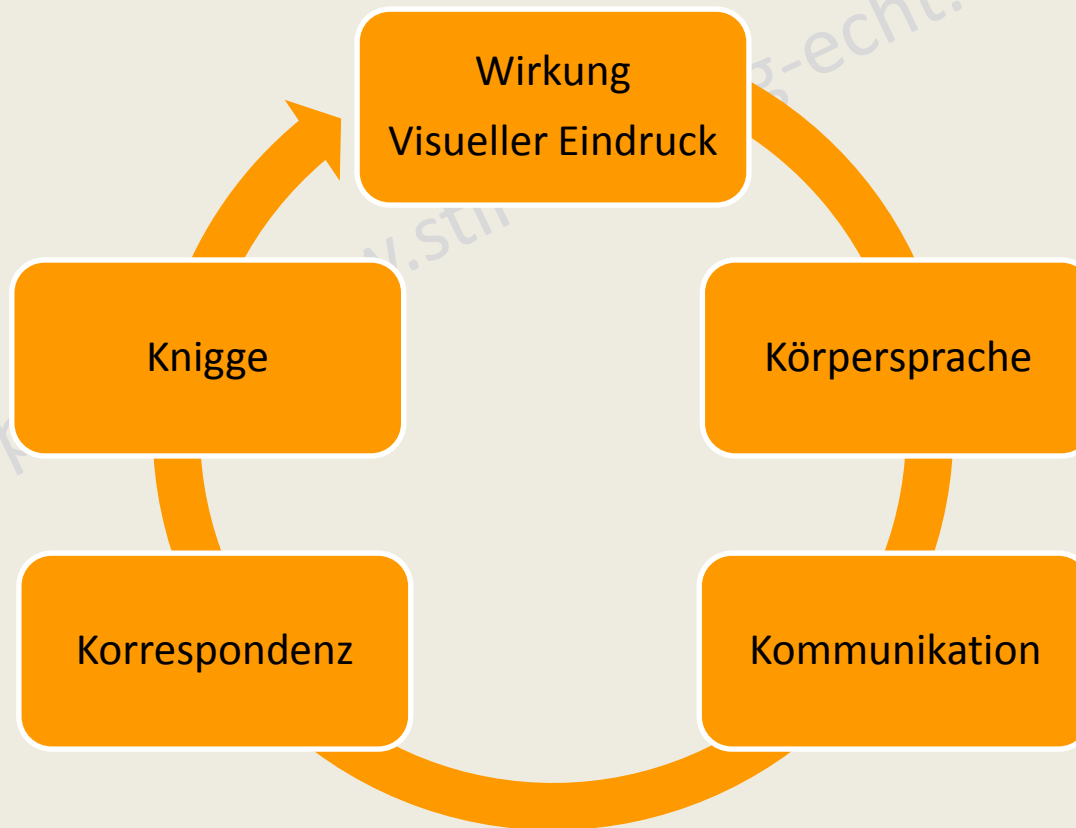 Wirkung
Visueller Eindruck
Körpersprache
Kommunikation
Korrespondenz
Knigge